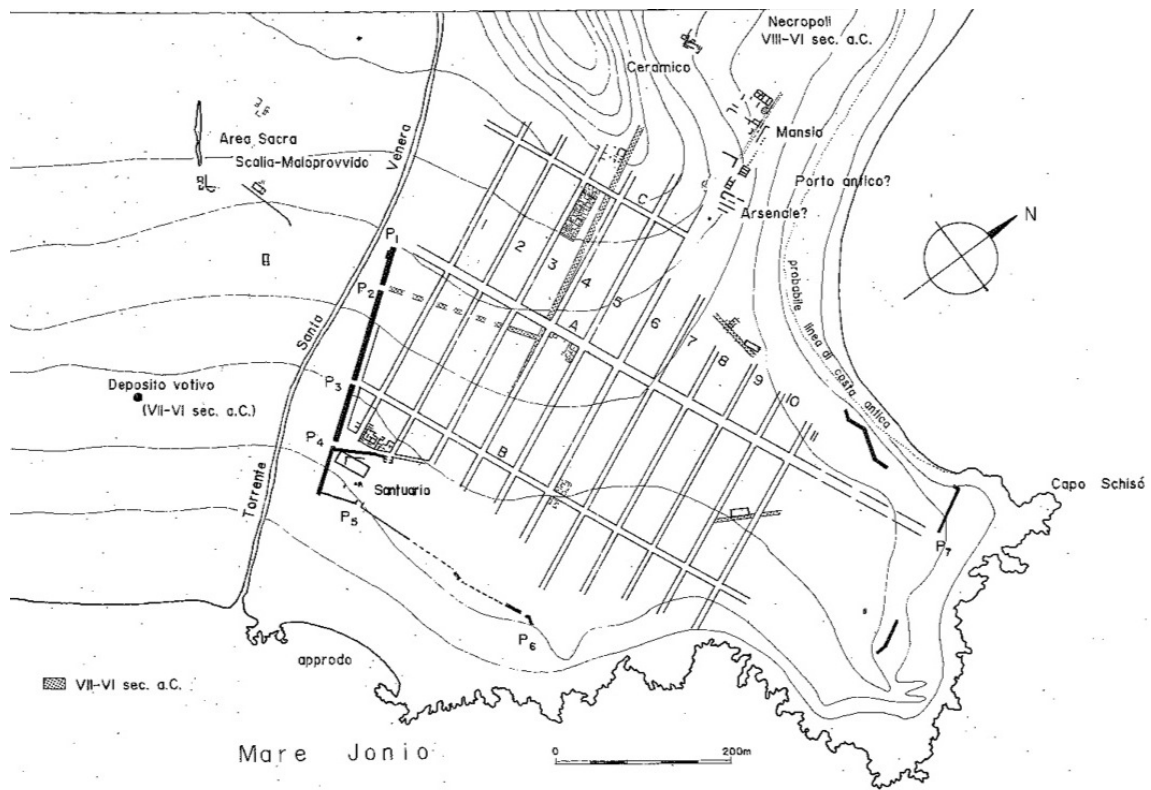 Necropoli
VIII-VI sec. a.C.
Ceramico
Mansio
Area Sacra
Scalia-Maloprovvido
Porto antico?
Arsenale?
N
C
1
2
3
4
5
6
7
8
9
10
11
A
B
P1
P2
P3
P4
P5
P6
P7
probabile linea di costa antica
Torrente Santa Venera
Deposito votivo
(VII-VI sec. a.C.)
Santuario
Capo Schisó
approdo
VII-VI sec. a.C.
Mare Jonio
0 200m